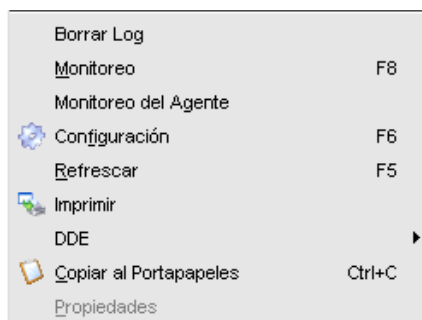 Borrar Log
Monitoreo F8
Monitoreo del Agente
Configuración F6
Refrescar F5
Imprimir
DDE
Copiar al Portapapeles Ctrl+C
Propiedades